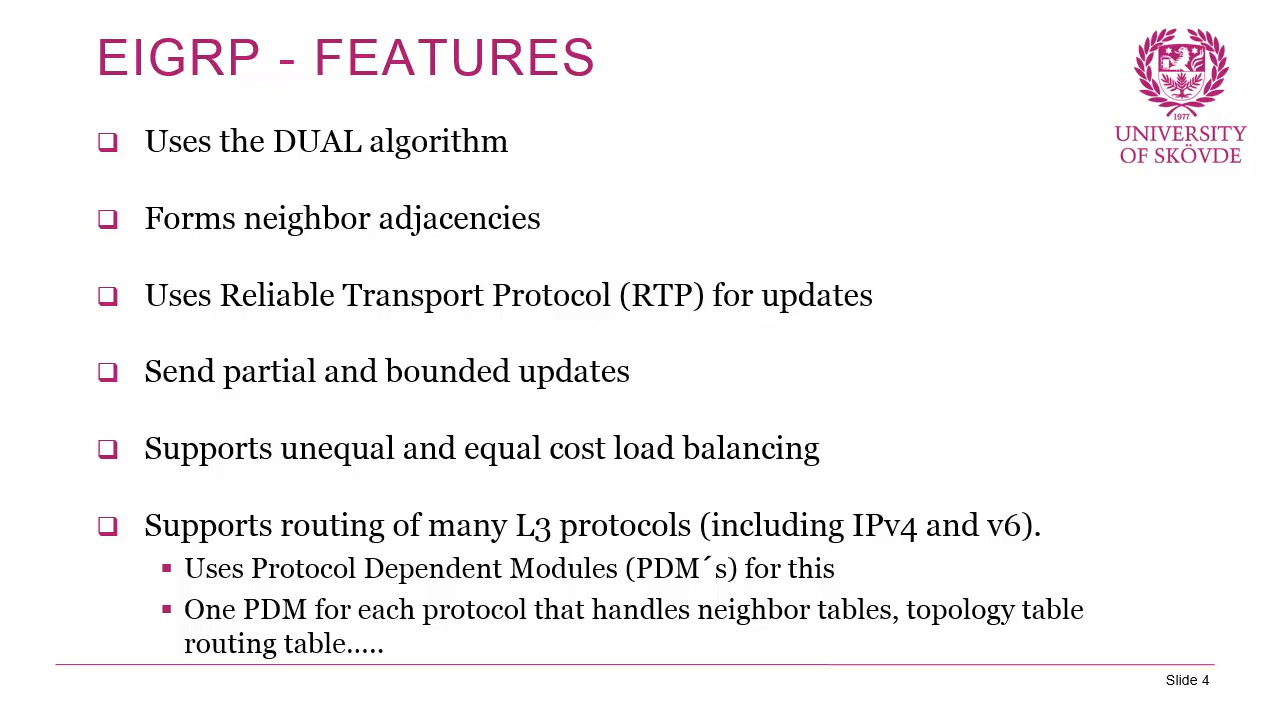 EIGRP - FEATURES
1977
UNIVERSITY
OF SKÖVDE
Uses the DUAL algorithm
Forms neighbor adjacencies
Uses Reliable Transport Protocol (RTP) for updates
Send partial and bounded updates
Supports unequal and equal cost load balancing
Supports routing of many L3 protocols (including IPv4 and v6).
Uses Protocol Dependent Modules (PDM´s) for this
One PDM for each protocol that handles neighbor tables, topology table
routing table.....
Slide 4